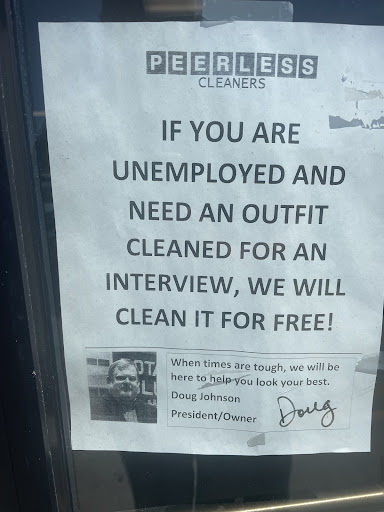 PEERLESS
CLEANERS
IF YOU ARE
UNEMPLOYED AND
NEED AN OUTFIT
CLEANED FOR AN
INTERVIEW, WE WILL
CLEAN IT FOR FREE!
When times are tough, we will be
here to help you look your best.
Doug Johnson
President/Owner
Doug